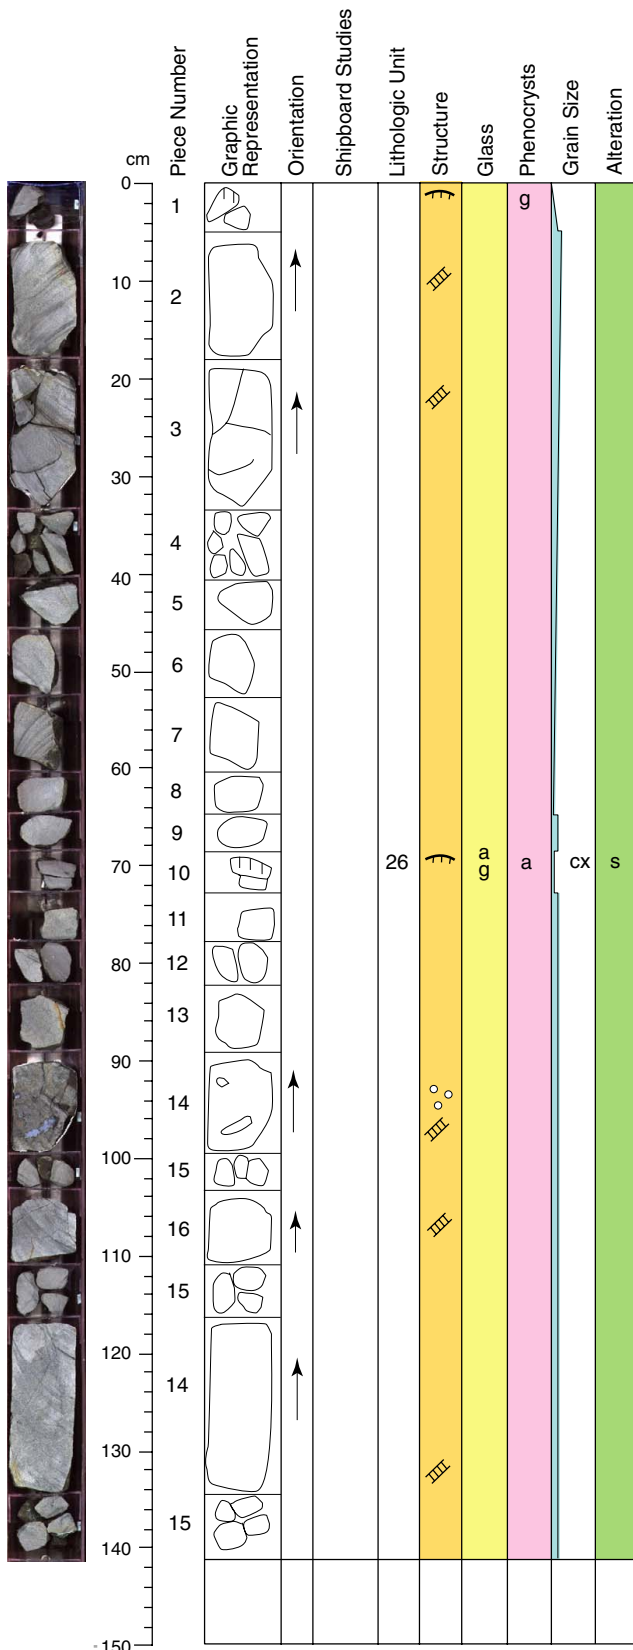 cm
Piece Number
Graphic
Representation
Orientation
Shipboard Studies
Lithologic Unit
Structure
Glass
Phenocrysts
Grain Size
Alteration
0
1
g
10
2
20
3
30
4
40
5
50
6
7
60
8
9
70
10
26
a
g
a
cx
s
11
80
12
13
90
14
100
15
16
110
15
120
14
130
15
140
150